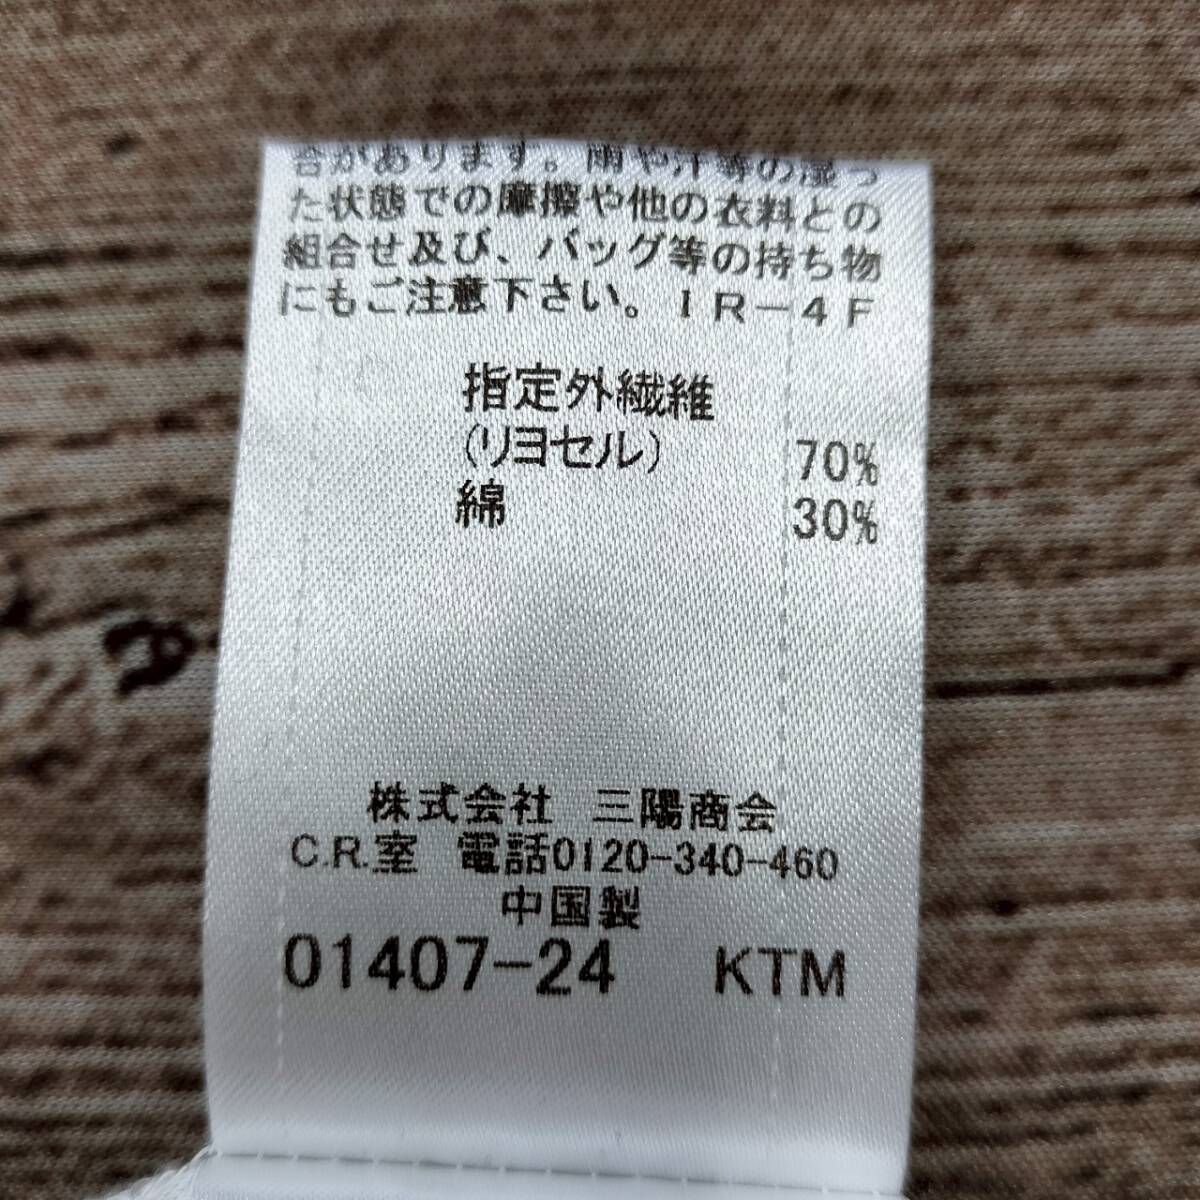 合があります。雨や汗等の湿っ
た状態での摩擦や他の衣料との
組合せ及び、バッグ等の持ち物
にもご注意下さい。IR-4F
指定外繊維
(リヨセル) 70%
綿 30%
株式会社 三陽商会
C.R.室 電話0120-340-460
中国製
01407-24 KTM